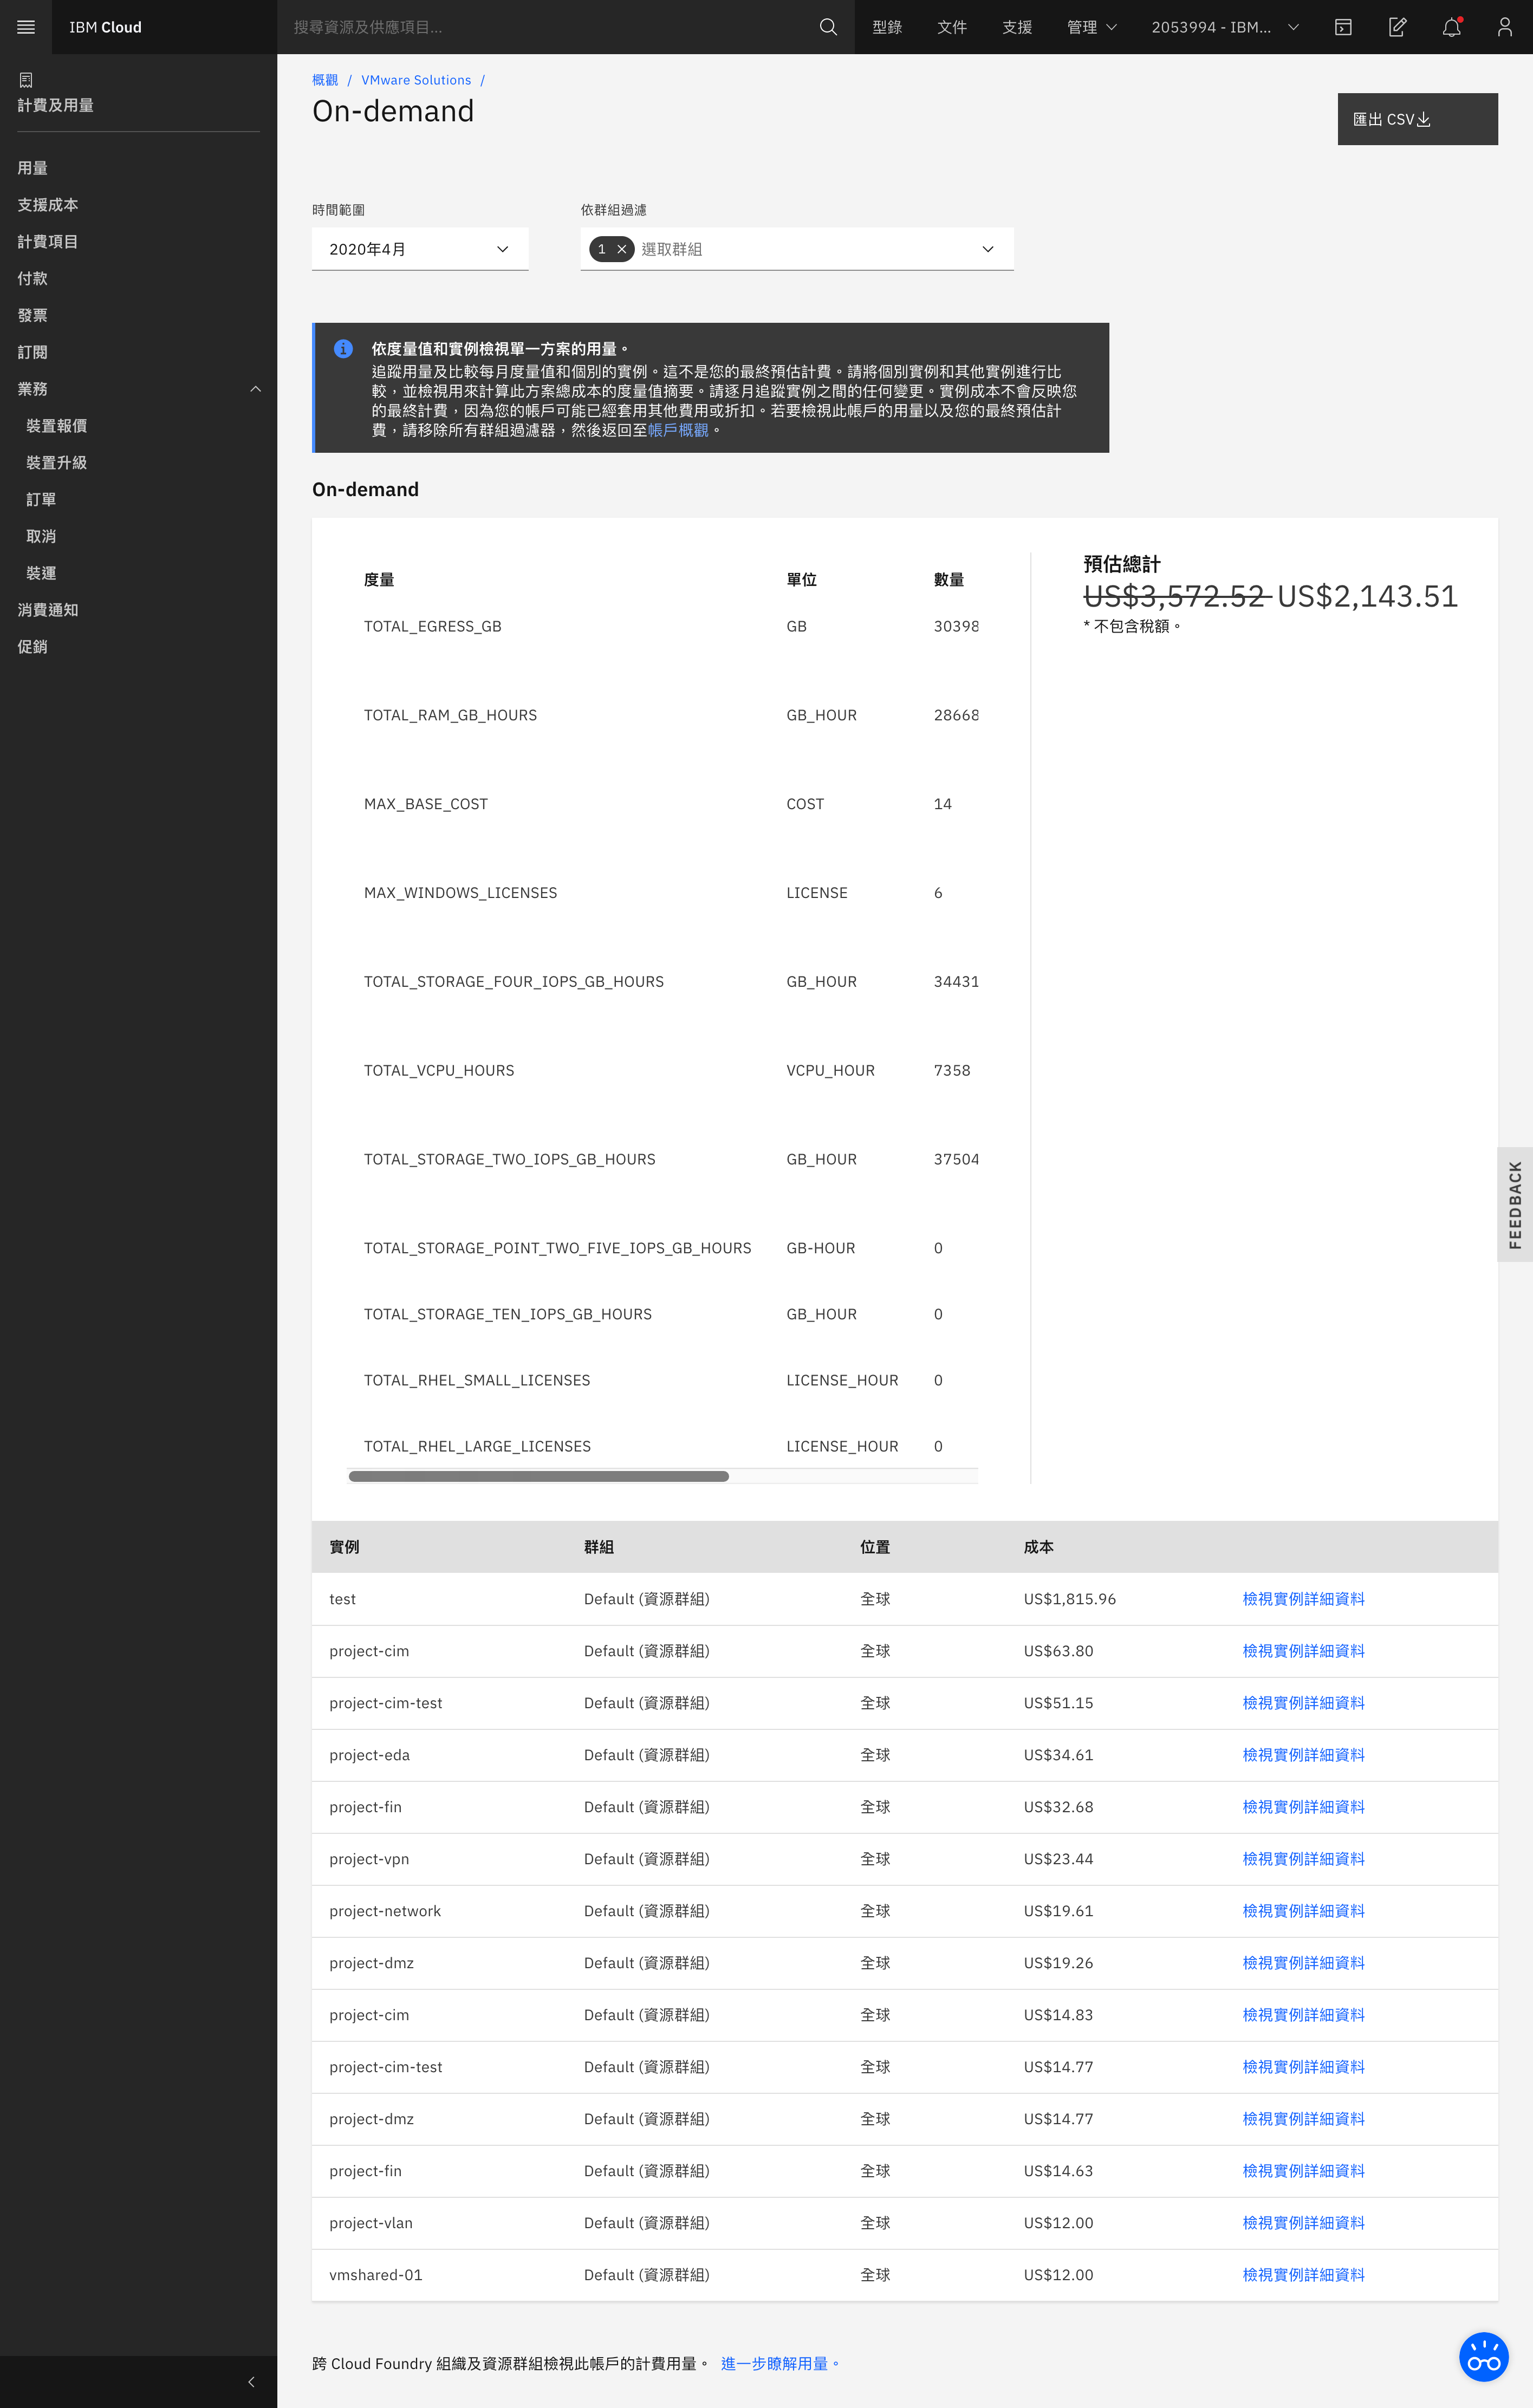 IBM Cloud
搜尋資源及供應項目...
型錄
文件
支援
管理
2053994 - IBM...
計費及用量
用量
支援成本
計費項目
付款
發票
訂閱
業務
裝置報價
裝置升級
訂單
取消
裝運
消費通知
促銷
概觀 / VMware Solutions /
On-demand
匯出 CSV
時間範圍
2020年4月
依群組過濾
1 選取群組
依度量值和實例檢視單一方案的用量。
追蹤用量及比較每月度量值和個別的實例。這不是您的最終預估計費。請將個別實例和其他實例進行比
較，並檢視用來計算此方案總成本的度量值摘要。請逐月追蹤實例之間的任何變更。實例成本不會反映您
的最終計費，因為您的帳戶可能已經套用其他費用或折扣。若要檢視此帳戶的用量以及您的最終預估計
費，請移除所有群組過濾器，然後返回至帳戶概觀。
On-demand
度量 單位 數量
TOTAL_EGRESS_GB GB 30398
TOTAL_RAM_GB_HOURS GB_HOUR 28668
MAX_BASE_COST COST 14
MAX_WINDOWS_LICENSES LICENSE 6
TOTAL_STORAGE_FOUR_IOPS_GB_HOURS GB_HOUR 34431
TOTAL_VCPU_HOURS VCPU_HOUR 7358
TOTAL_STORAGE_TWO_IOPS_GB_HOURS GB_HOUR 37504
TOTAL_STORAGE_POINT_TWO_FIVE_IOPS_GB_HOURS GB-HOUR 0
TOTAL_STORAGE_TEN_IOPS_GB_HOURS GB_HOUR 0
TOTAL_RHEL_SMALL_LICENSES LICENSE_HOUR 0
TOTAL_RHEL_LARGE_LICENSES LICENSE_HOUR 0
預估總計
US$3,572.52 US$2,143.51
* 不包含稅額。
FEEDBACK
實例 群組 位置 成本
test Default (資源群組) 全球 US$1,815.96 檢視實例詳細資料
project-cim Default (資源群組) 全球 US$63.80 檢視實例詳細資料
project-cim-test Default (資源群組) 全球 US$51.15 檢視實例詳細資料
project-eda Default (資源群組) 全球 US$34.61 檢視實例詳細資料
project-fin Default (資源群組) 全球 US$32.68 檢視實例詳細資料
project-vpn Default (資源群組) 全球 US$23.44 檢視實例詳細資料
project-network Default (資源群組) 全球 US$19.61 檢視實例詳細資料
project-dmz Default (資源群組) 全球 US$19.26 檢視實例詳細資料
project-cim Default (資源群組) 全球 US$14.83 檢視實例詳細資料
project-cim-test Default (資源群組) 全球 US$14.77 檢視實例詳細資料
project-dmz Default (資源群組) 全球 US$14.77 檢視實例詳細資料
project-fin Default (資源群組) 全球 US$14.63 檢視實例詳細資料
project-vlan Default (資源群組) 全球 US$12.00 檢視實例詳細資料
vmshared-01 Default (資源群組) 全球 US$12.00 檢視實例詳細資料
跨 Cloud Foundry 組織及資源群組檢視此帳戶的計費用量。 進一步瞭解用量。